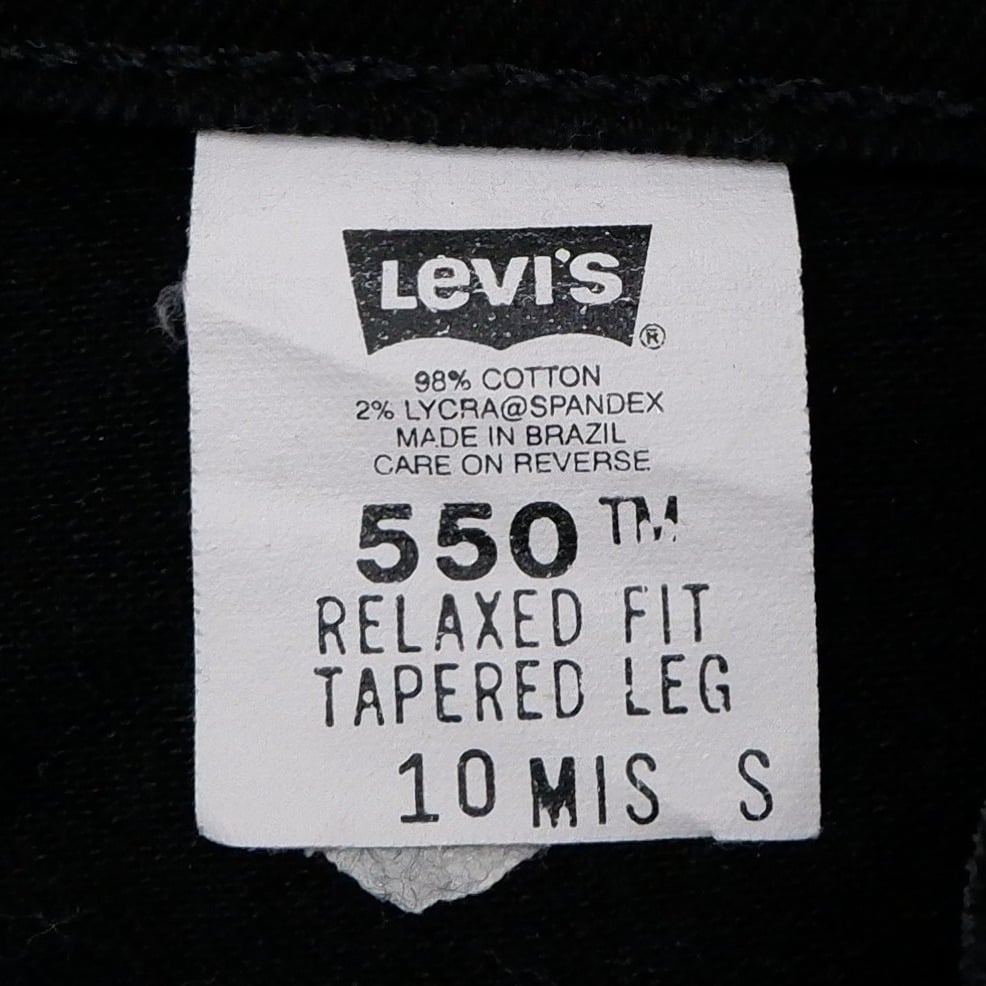 LEVI'S ®
98% COTTON
2% LYCRA@SPANDEX
MADE IN BRAZIL
CARE ON REVERSE
550 TM
RELAXED FIT
TAPERED LEG
10 MIS S